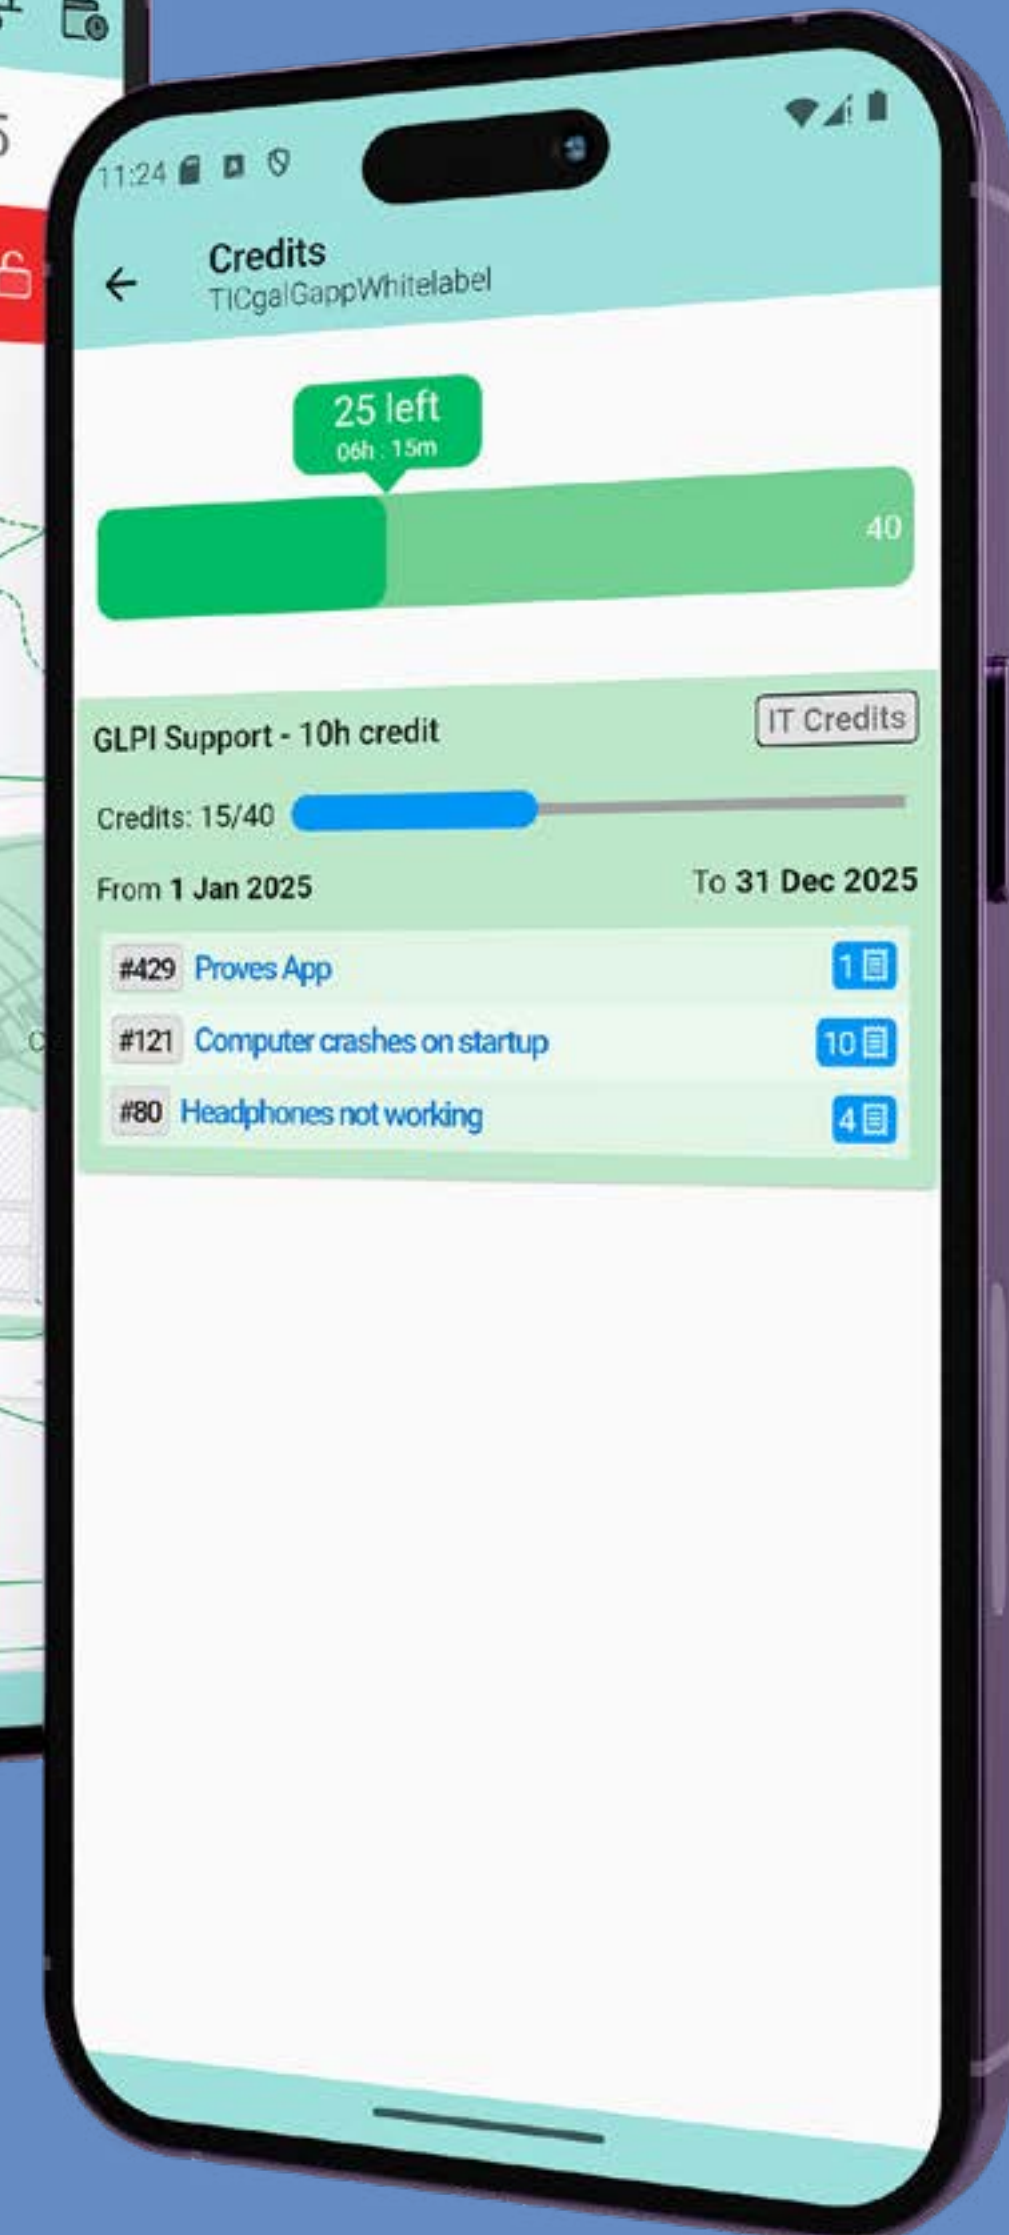 11:24
Credits
TICgalGappWhitelabel
25 left
06h : 15m
40
GLPI Support - 10h credit
IT Credits
Credits: 15/40
From 1 Jan 2025
To 31 Dec 2025
#429 Proves App 1
#121 Computer crashes on startup 10
#80 Headphones not working 4